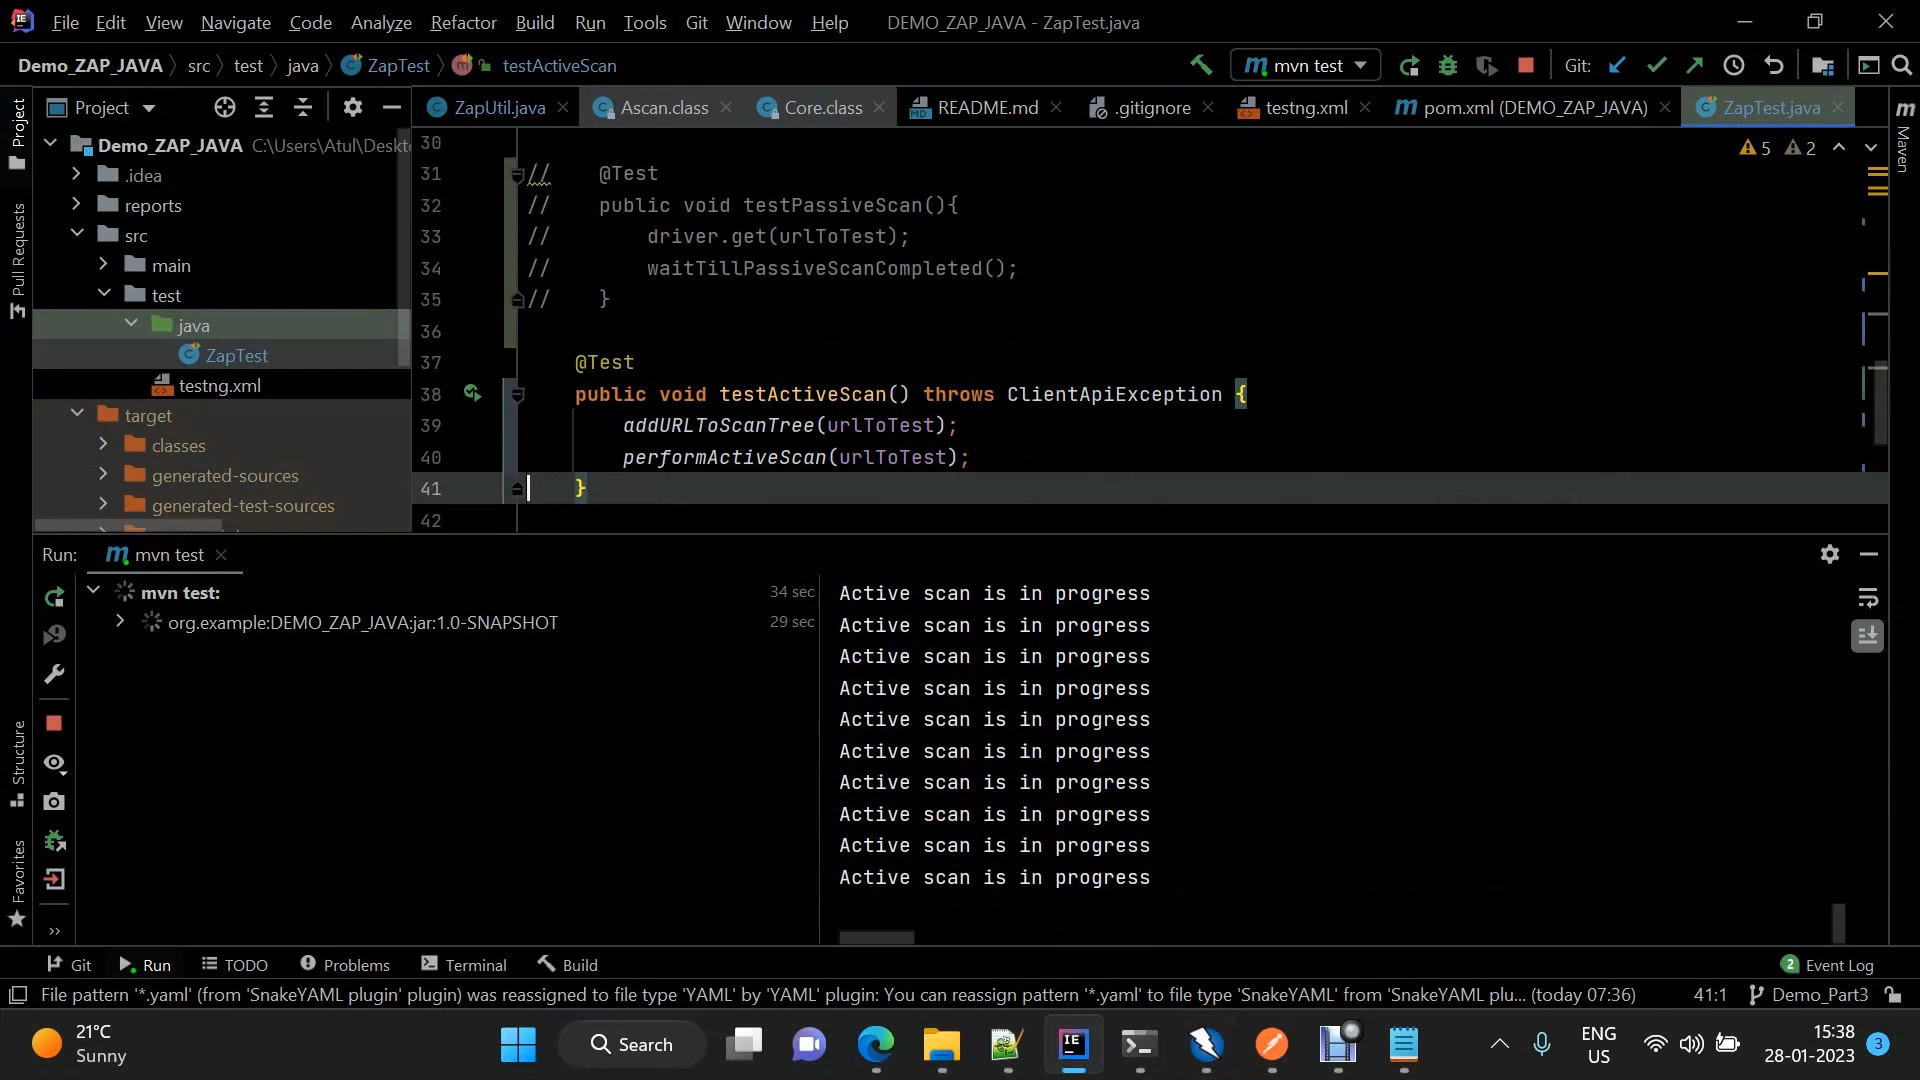 File Edit View Navigate Code Analyze Refactor Build Run Tools Git Window Help DEMO_ZAP_JAVA - ZapTest.java
Demo_ZAP_JAVA src test java ZapTest m testActiveScan m mvn test Git:
Project ZapUtil.java Ascan.class Core.class README.md .gitignore testng.xml pom.xml (DEMO_ZAP_JAVA) ZapTest.java
Project
Pull Requests
Maven
Demo_ZAP_JAVA C:\Users\Atul\Deskt
.idea
reports
src
main
test
java
ZapTest
testng.xml
target
classes
generated-sources
generated-test-sources
5 2
30
31 // @Test
32 // public void testPassiveScan(){
33 // driver.get(urlToTest);
34 // waitTillPassiveScanCompleted();
35 // }
36
37 @Test
38 public void testActiveScan() throws ClientApiException {
39 addURLToScanTree(urlToTest);
40 performActiveScan(urlToTest);
41 }
42
Run: mvn test
mvn test: 34 sec
org.example:DEMO_ZAP_JAVA:jar:1.0-SNAPSHOT 29 sec
Active scan is in progress
Active scan is in progress
Active scan is in progress
Active scan is in progress
Active scan is in progress
Active scan is in progress
Active scan is in progress
Active scan is in progress
Active scan is in progress
Active scan is in progress
Structure
Favorites
Git Run TODO Problems Terminal Build 2 Event Log
File pattern '*.yaml' (from 'SnakeYAML plugin' plugin) was reassigned to file type 'YAML' by 'YAML' plugin: You can reassign pattern '*.yaml' to file type 'SnakeYAML' from 'SnakeYAML plu... (today 07:36) 41:1 Demo_Part3
21°C
Sunny
Search
ENG
US
15:38
28-01-2023
3